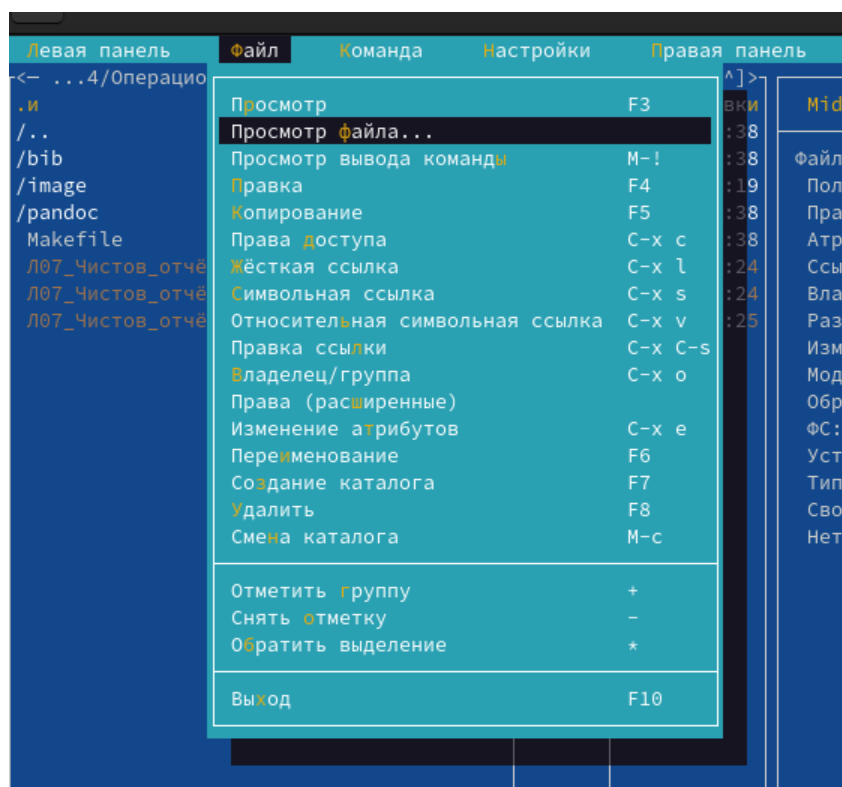 Левая панель Файл Команда Настройки Правая панель
<— ...4/Операцио ^]>
.и вки Mid
/.. :38
/bib :38 Файл
/image :19 Пол
/pandoc :38 Пра
Makefile :38 Атр
Л07_Чистов_отчё :24 Ссы
Л07_Чистов_отчё :24 Вла
Л07_Чистов_отчё :25 Раз
Изм
Мод
Обр
ФС:
Уст
Тип
Сво
Нет
Просмотр F3
Просмотр файла...
Просмотр вывода команды M-!
Правка F4
Копирование F5
Права доступа C-x c
Жёсткая ссылка C-x l
Символьная ссылка C-x s
Относительная символьная ссылка C-x v
Правка ссылки C-x C-s
Владелец/группа C-x o
Права (расширенные)
Изменение атрибутов C-x e
Переименование F6
Создание каталога F7
Удалить F8
Смена каталога M-c
Отметить группу +
Снять отметку -
Обратить выделение *
Выход F10